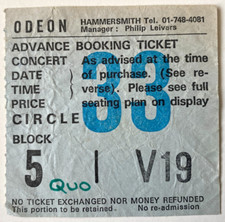 ODEON HAMMERSMITH Tel. 01-748-4081
Manager : Philip Leivers
ADVANCE BOOKING TICKET
CONCERT As advised at the time
DATE of purchase. (See re-
TIME verse). Please see full
PRICE seating plan on display
CIRCLE
83
BLOCK
5 | V19
QUO
NO TICKET EXCHANGED NOR MONEY REFUNDED
This portion to be retained. No re-admission